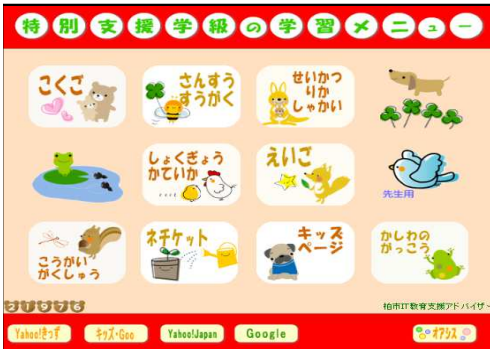 特別支援学級の学習メニュー
こくご
さんすう
すうがく
せいかつ
りか
しゃかい
しょくぎょう
かていか
えいご
先生用
こうがい
がくしゅう
ネチケット
キッズ
ページ
かしわの
がっこう
21976
柏市IT教育支援アドバイザー
Yahoo!きっず
キッズ・Goo
Yahoo!Japan
Google
オアシス